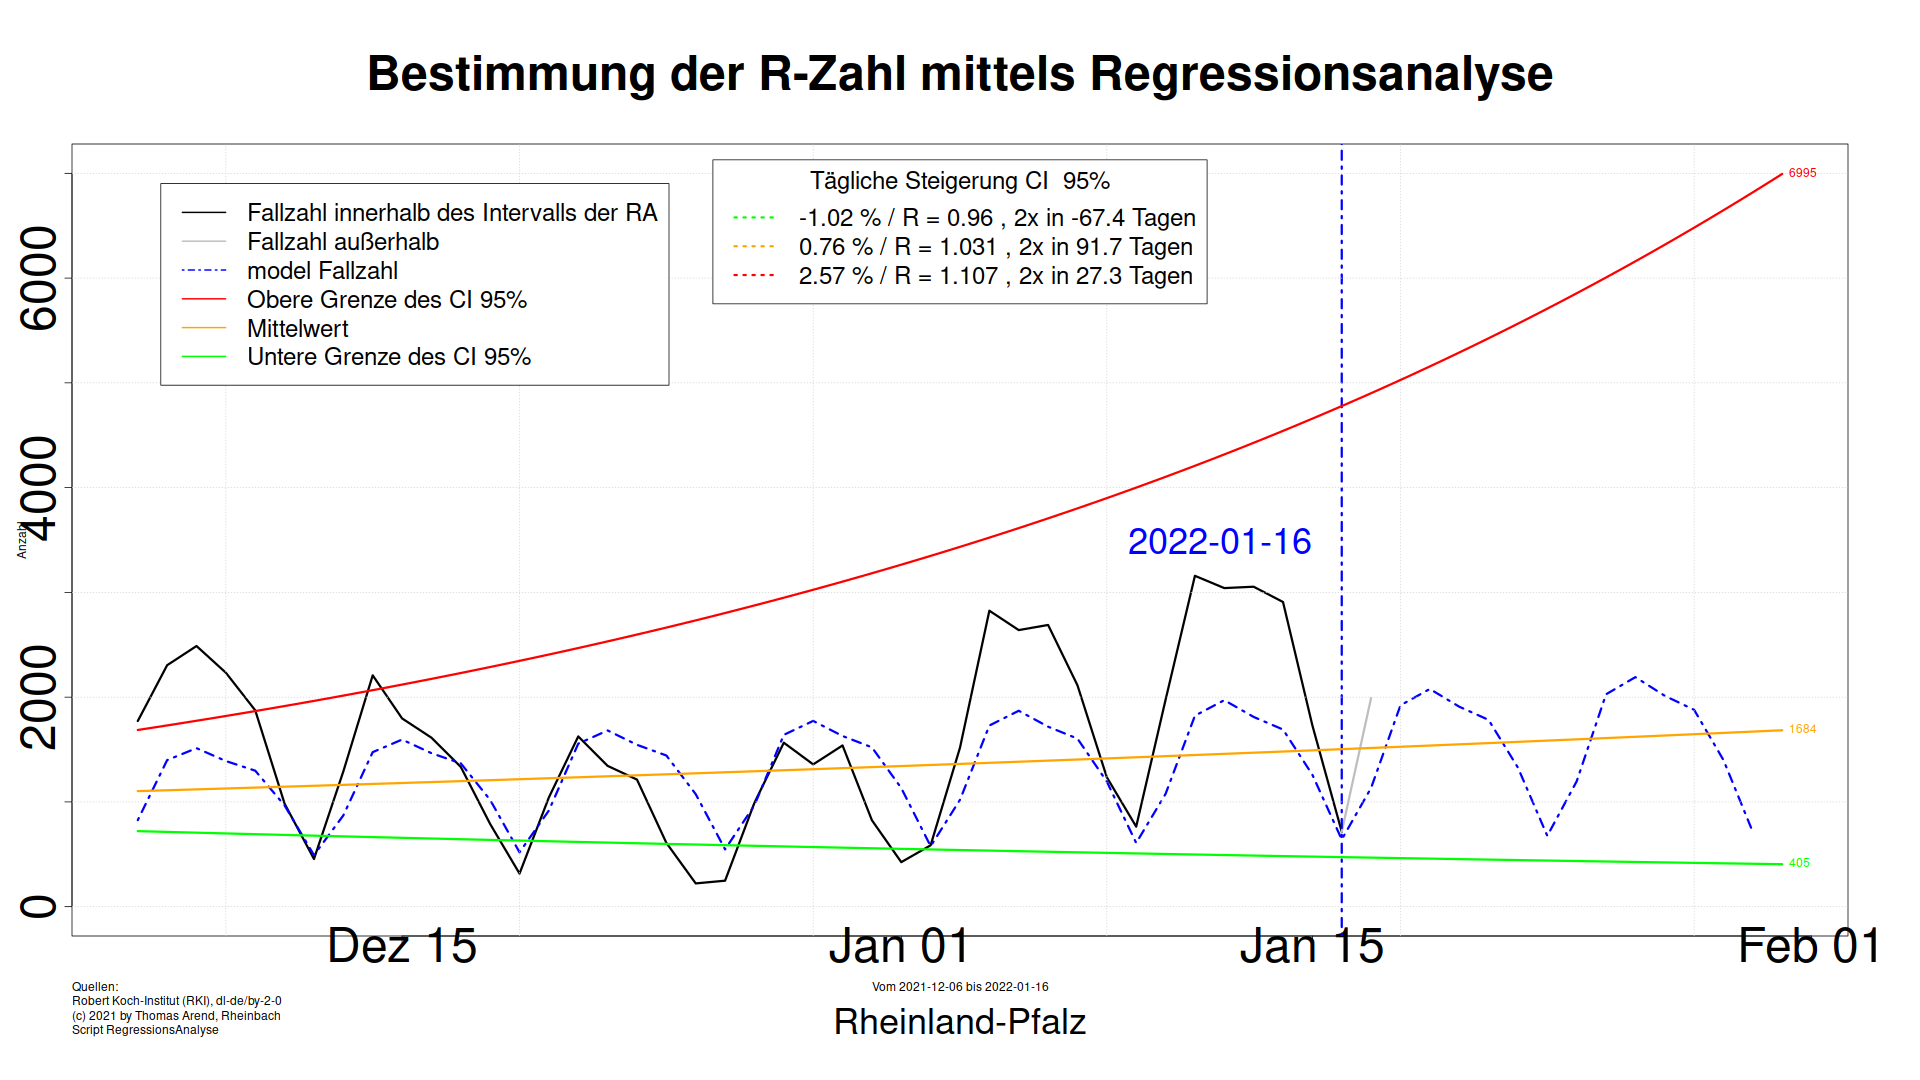 Bestimmung der R-Zahl mittels Regressionsanalyse
Fallzahl innerhalb des Intervalls der RA
Fallzahl außerhalb
model Fallzahl
Obere Grenze des CI 95%
Mittelwert
Untere Grenze des CI 95%
Tägliche Steigerung CI  95%
-1.02 % / R = 0.96 , 2x in -67.4 Tagen
0.76 % / R = 1.031 , 2x in 91.7 Tagen
2.57 % / R = 1.107 , 2x in 27.3 Tagen
6995
1684
405
2022-01-16
6000
4000
2000
0
Anzahl
Dez 15
Jan 01
Jan 15
Feb 01
Vom 2021-12-06 bis 2022-01-16
Rheinland-Pfalz
Quellen:
Robert Koch-Institut (RKI), dl-de/by-2-0
(c) 2021 by Thomas Arend, Rheinbach
Script RegressionsAnalyse